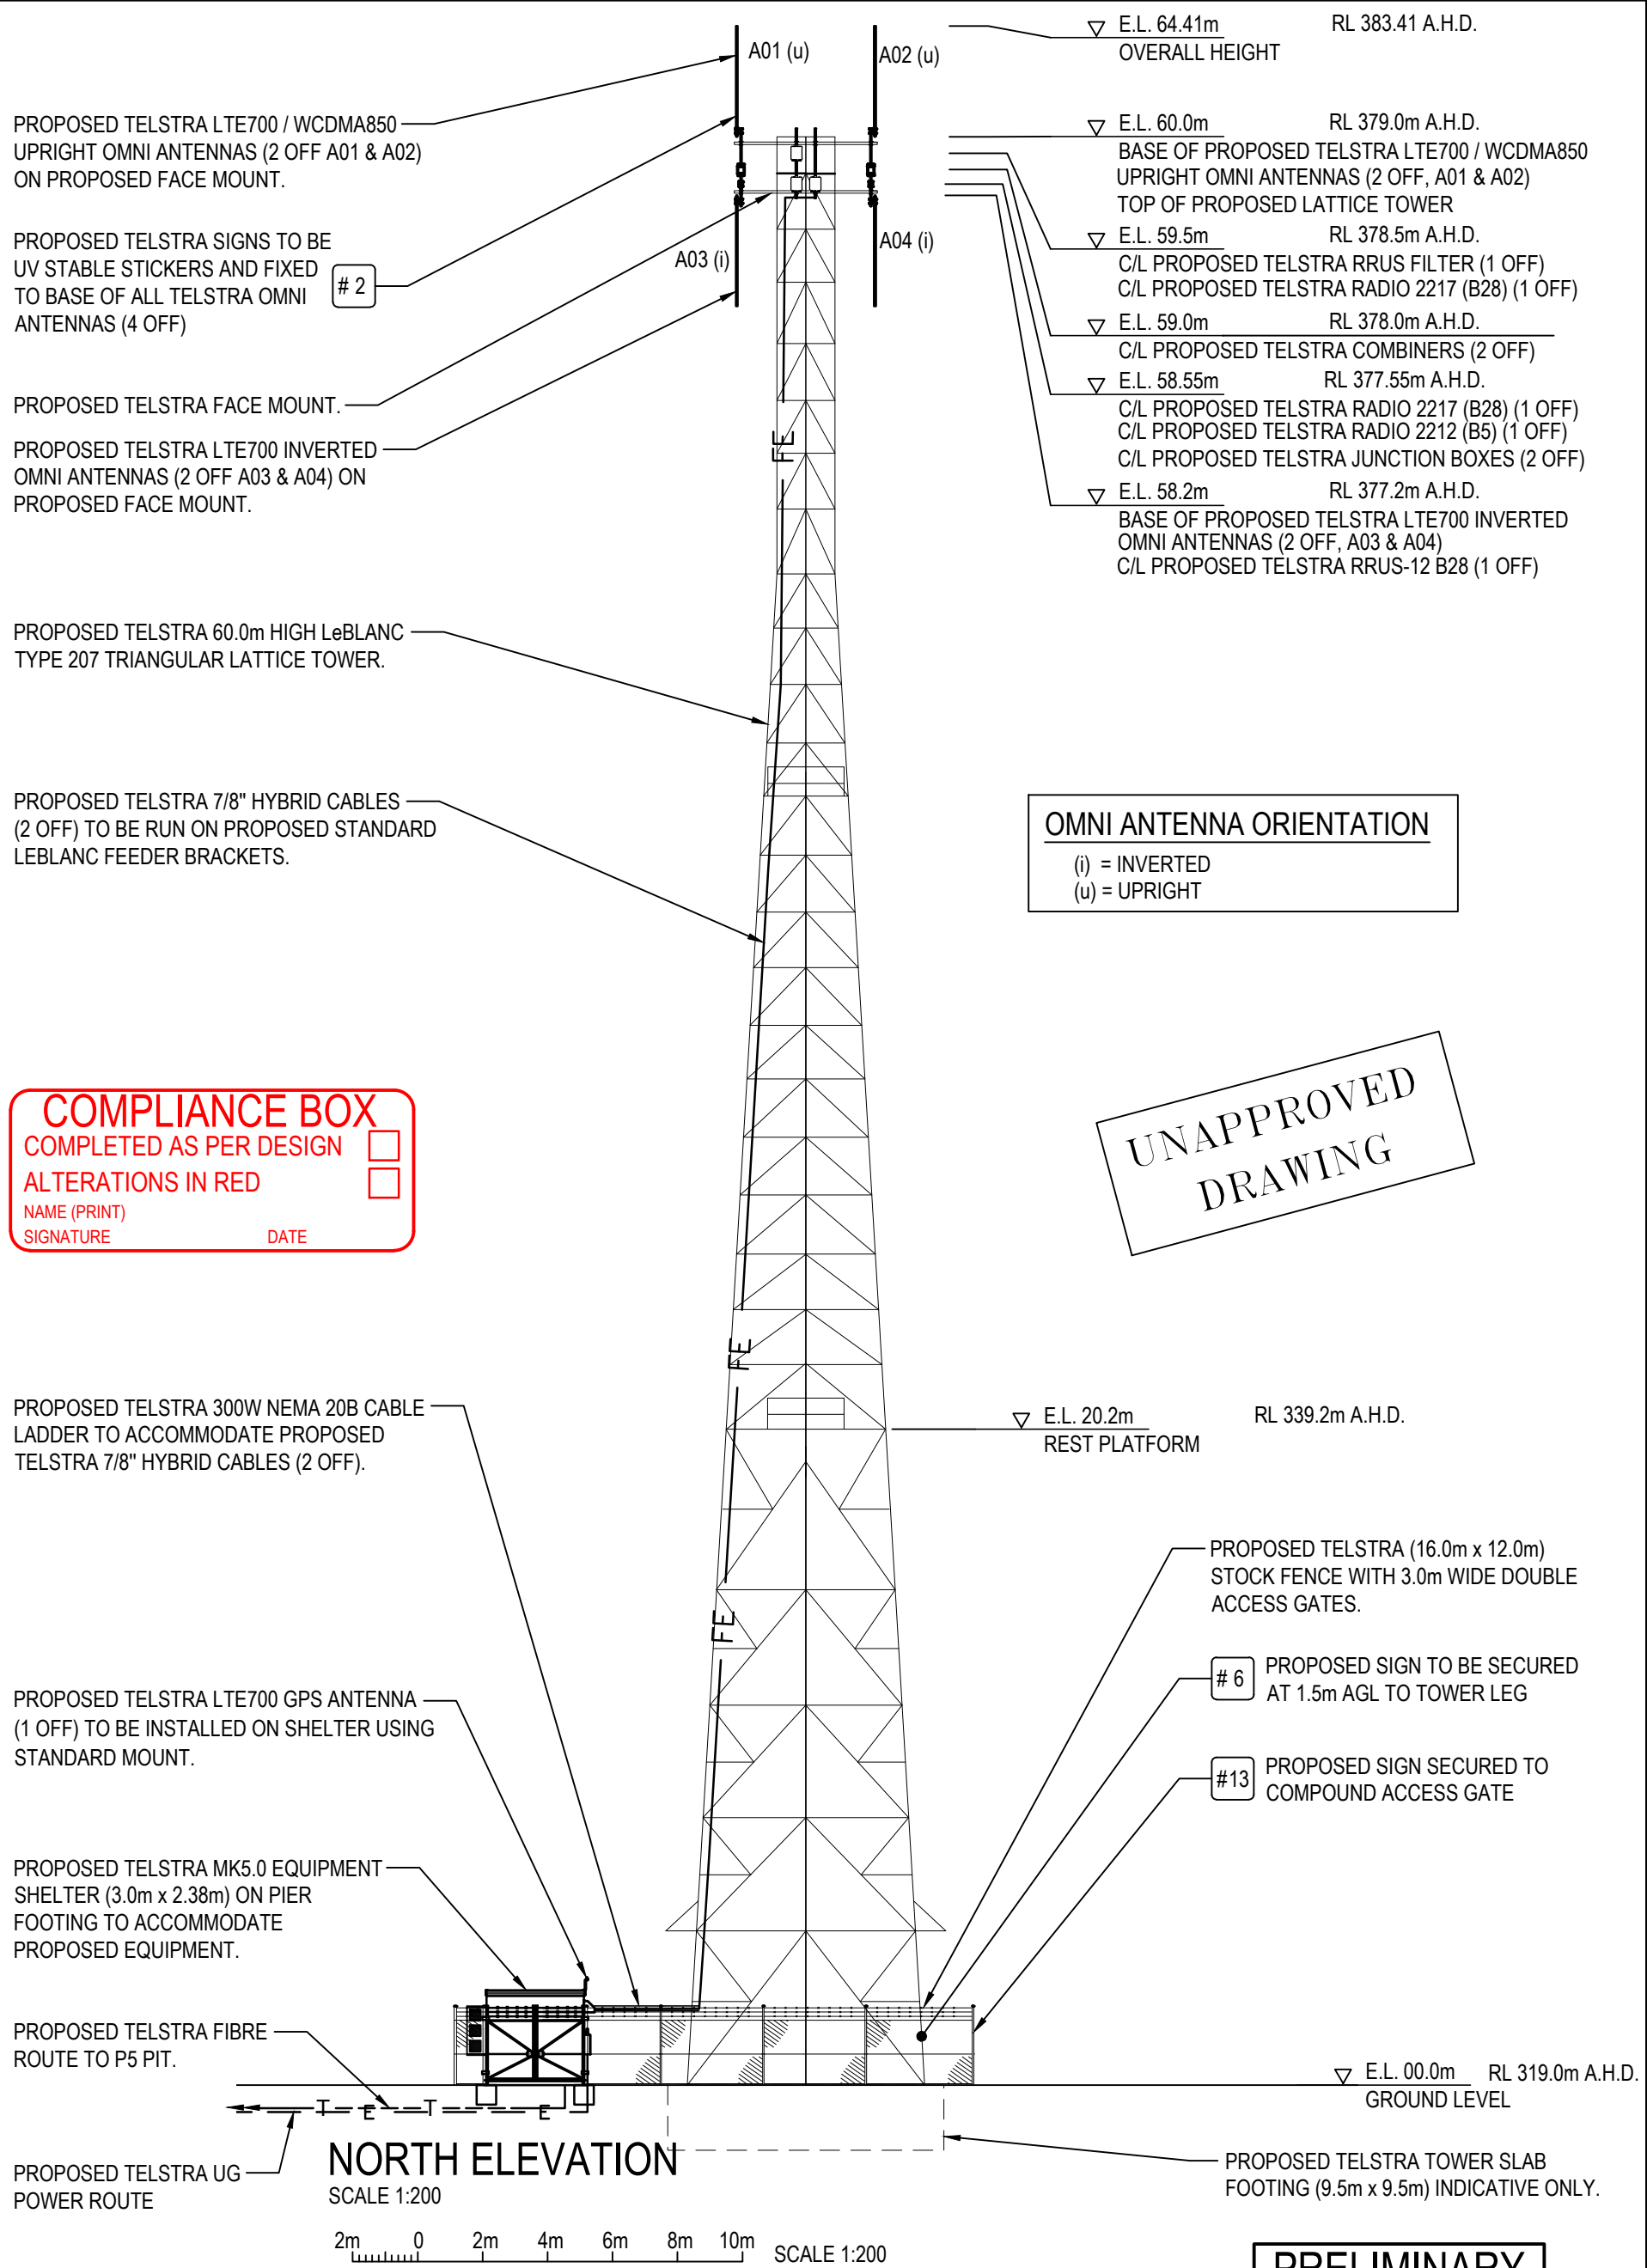 A01 (u)
A02 (u)
E.L. 64.41m RL 383.41 A.H.D.
OVERALL HEIGHT
PROPOSED TELSTRA LTE700 / WCDMA850
UPRIGHT OMNI ANTENNAS (2 OFF A01 & A02)
ON PROPOSED FACE MOUNT.
E.L. 60.0m RL 379.0m A.H.D.
BASE OF PROPOSED TELSTRA LTE700 / WCDMA850
UPRIGHT OMNI ANTENNAS (2 OFF, A01 & A02)
TOP OF PROPOSED LATTICE TOWER
PROPOSED TELSTRA SIGNS TO BE
UV STABLE STICKERS AND FIXED
TO BASE OF ALL TELSTRA OMNI
ANTENNAS (4 OFF)
# 2
A03 (i)
A04 (i)
E.L. 59.5m RL 378.5m A.H.D.
C/L PROPOSED TELSTRA RRUS FILTER (1 OFF)
C/L PROPOSED TELSTRA RADIO 2217 (B28) (1 OFF)
E.L. 59.0m RL 378.0m A.H.D.
C/L PROPOSED TELSTRA COMBINERS (2 OFF)
E.L. 58.55m RL 377.55m A.H.D.
C/L PROPOSED TELSTRA RADIO 2217 (B28) (1 OFF)
C/L PROPOSED TELSTRA RADIO 2212 (B5) (1 OFF)
C/L PROPOSED TELSTRA JUNCTION BOXES (2 OFF)
E.L. 58.2m RL 377.2m A.H.D.
BASE OF PROPOSED TELSTRA LTE700 INVERTED
OMNI ANTENNAS (2 OFF, A03 & A04)
C/L PROPOSED TELSTRA RRUS-12 B28 (1 OFF)
PROPOSED TELSTRA FACE MOUNT.
PROPOSED TELSTRA LTE700 INVERTED
OMNI ANTENNAS (2 OFF A03 & A04) ON
PROPOSED FACE MOUNT.
FE
PROPOSED TELSTRA 60.0m HIGH LeBLANC
TYPE 207 TRIANGULAR LATTICE TOWER.
PROPOSED TELSTRA 7/8" HYBRID CABLES
(2 OFF) TO BE RUN ON PROPOSED STANDARD
LEBLANC FEEDER BRACKETS.
OMNI ANTENNA ORIENTATION
(i) = INVERTED
(u) = UPRIGHT
COMPLIANCE BOX
COMPLETED AS PER DESIGN
ALTERATIONS IN RED
NAME (PRINT)
SIGNATURE DATE
UNAPPROVED
DRAWING
FE
PROPOSED TELSTRA 300W NEMA 20B CABLE
LADDER TO ACCOMMODATE PROPOSED
TELSTRA 7/8" HYBRID CABLES (2 OFF).
E.L. 20.2m RL 339.2m A.H.D.
REST PLATFORM
PROPOSED TELSTRA (16.0m x 12.0m)
STOCK FENCE WITH 3.0m WIDE DOUBLE
ACCESS GATES.
FE
# 6
PROPOSED SIGN TO BE SECURED
AT 1.5m AGL TO TOWER LEG
PROPOSED TELSTRA LTE700 GPS ANTENNA
(1 OFF) TO BE INSTALLED ON SHELTER USING
STANDARD MOUNT.
#13
PROPOSED SIGN SECURED TO
COMPOUND ACCESS GATE
PROPOSED TELSTRA MK5.0 EQUIPMENT
SHELTER (3.0m x 2.38m) ON PIER
FOOTING TO ACCOMMODATE
PROPOSED EQUIPMENT.
PROPOSED TELSTRA FIBRE
ROUTE TO P5 PIT.
E.L. 00.0m RL 319.0m A.H.D.
GROUND LEVEL
T E T E
PROPOSED TELSTRA UG
POWER ROUTE
NORTH ELEVATION
SCALE 1:200
PROPOSED TELSTRA TOWER SLAB
FOOTING (9.5m x 9.5m) INDICATIVE ONLY.
2m 0 2m 4m 6m 8m 10m SCALE 1:200
PRELIMINARY